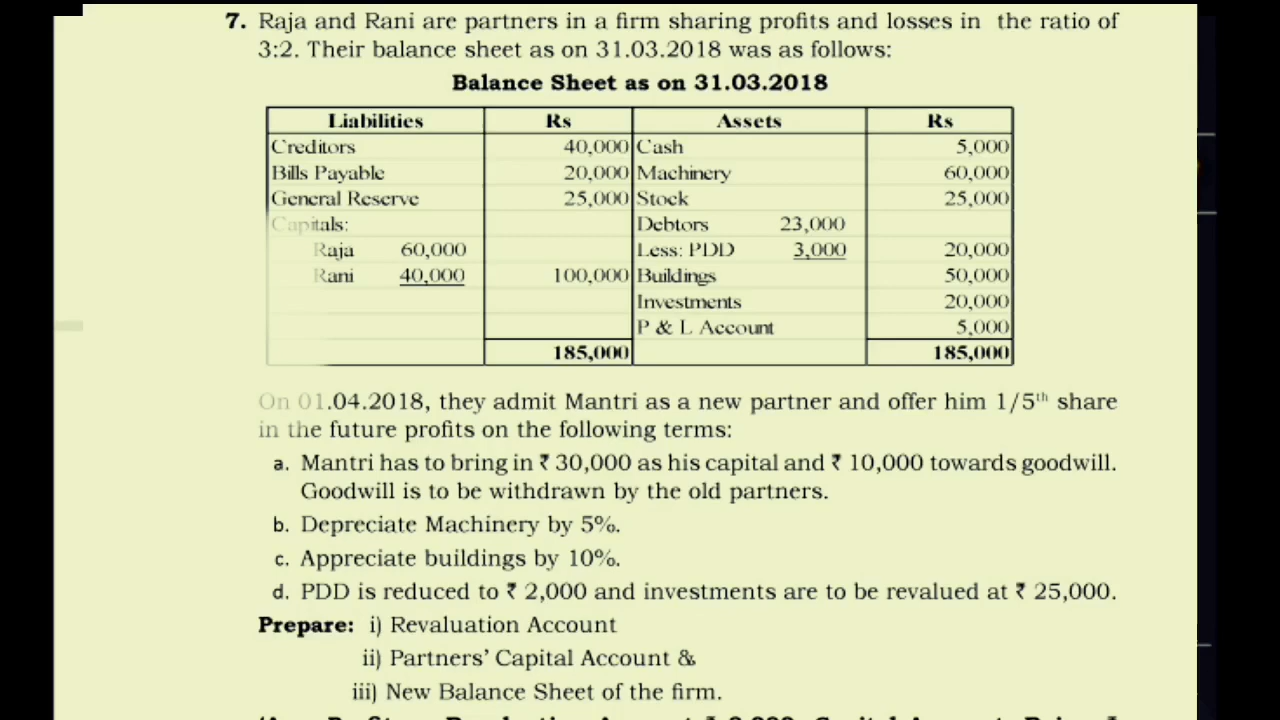 7. Raja and Rani are partners in a firm sharing profits and losses in the ratio of
3:2. Their balance sheet as on 31.03.2018 was as follows:
Balance Sheet as on 31.03.2018
Liabilities Rs Assets Rs
Creditors 40,000 Cash 5,000
Bills Payable 20,000 Machinery 60,000
General Reserve 25,000 Stock 25,000
Capitals: Debtors 23,000
Raja 60,000 Less: PDD 3,000 20,000
Rani 40,000 100,000 Buildings 50,000
Investments 20,000
P & L Account 5,000
185,000 185,000
On 01.04.2018, they admit Mantri as a new partner and offer him 1/5th share
in the future profits on the following terms:
a. Mantri has to bring in ₹ 30,000 as his capital and ₹ 10,000 towards goodwill.
Goodwill is to be withdrawn by the old partners.
b. Depreciate Machinery by 5%.
c. Appreciate buildings by 10%.
d. PDD is reduced to ₹ 2,000 and investments are to be revalued at ₹ 25,000.
Prepare: i) Revaluation Account
ii) Partners' Capital Account &
iii) New Balance Sheet of the firm.